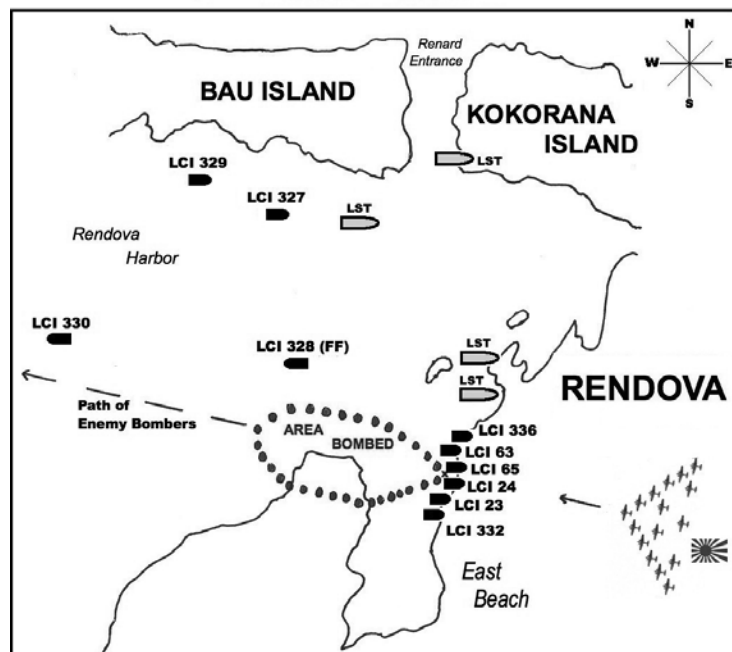 Renard
Entrance
N
W
E
S
BAU ISLAND
KOKORANA
ISLAND
LST
LCI 329
LCI 327
LST
Rendova
Harbor
LCI 330
LCI 328 (FF)
LST
LST
RENDOVA
Path of
Enemy Bombers
AREA
BOMBED
LCI 336
LCI 63
LCI 65
LCI 24
LCI 23
LCI 332
East
Beach